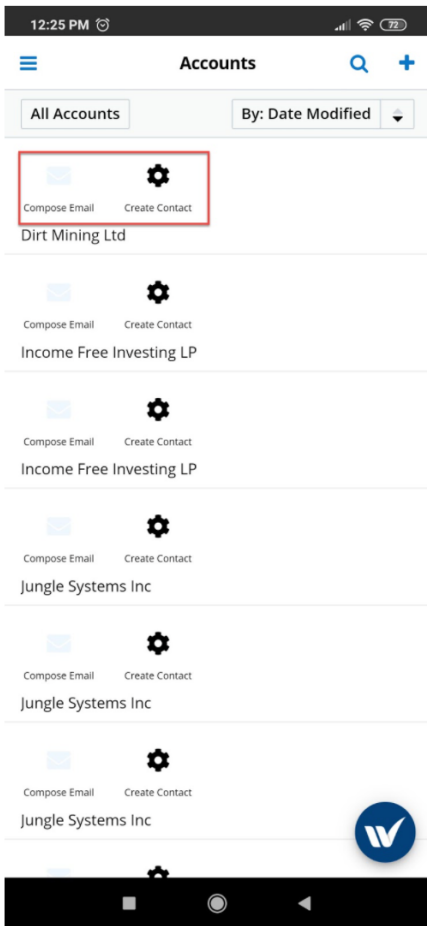 12:25 PM 72
Accounts
All Accounts By: Date Modified
Compose Email Create Contact
Dirt Mining Ltd
Compose Email Create Contact
Income Free Investing LP
Compose Email Create Contact
Income Free Investing LP
Compose Email Create Contact
Jungle Systems Inc
Compose Email Create Contact
Jungle Systems Inc
Compose Email Create Contact
Jungle Systems Inc